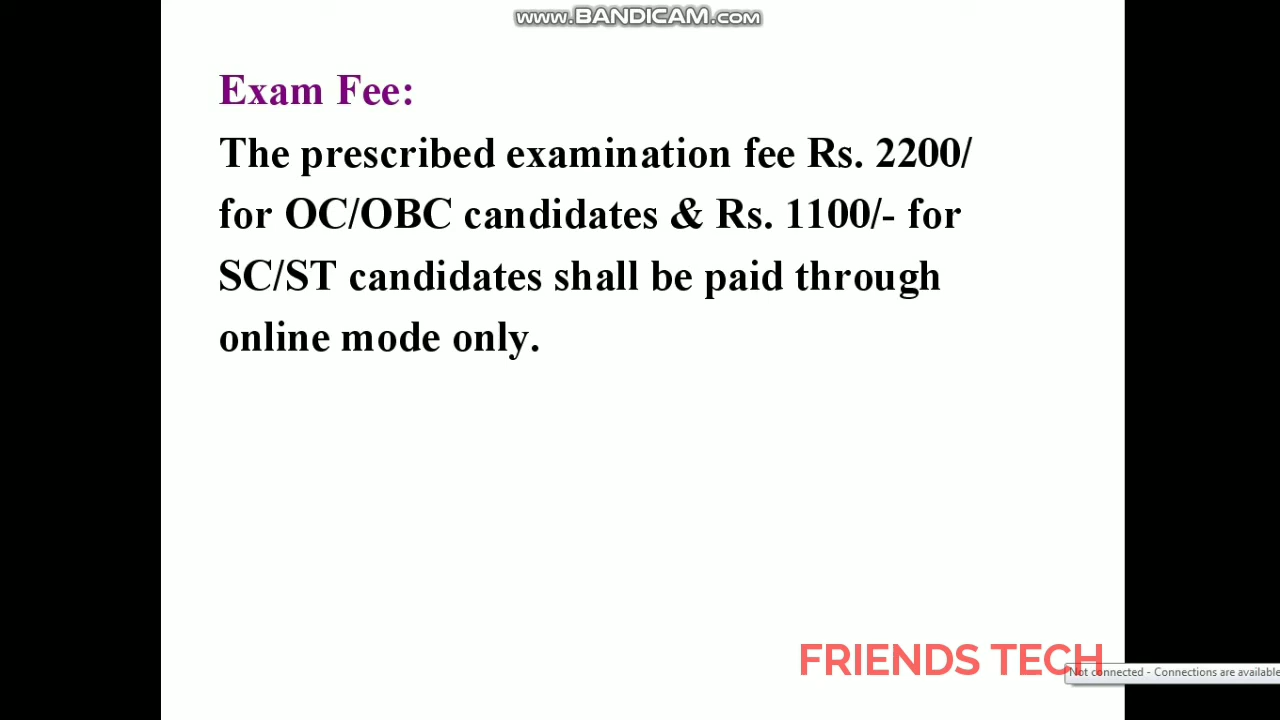 www.BANDICAM.com
Exam Fee:
The prescribed examination fee Rs. 2200/
for OC/OBC candidates & Rs. 1100/- for
SC/ST candidates shall be paid through
online mode only.
FRIENDS TECH
Not connected - Connections are available